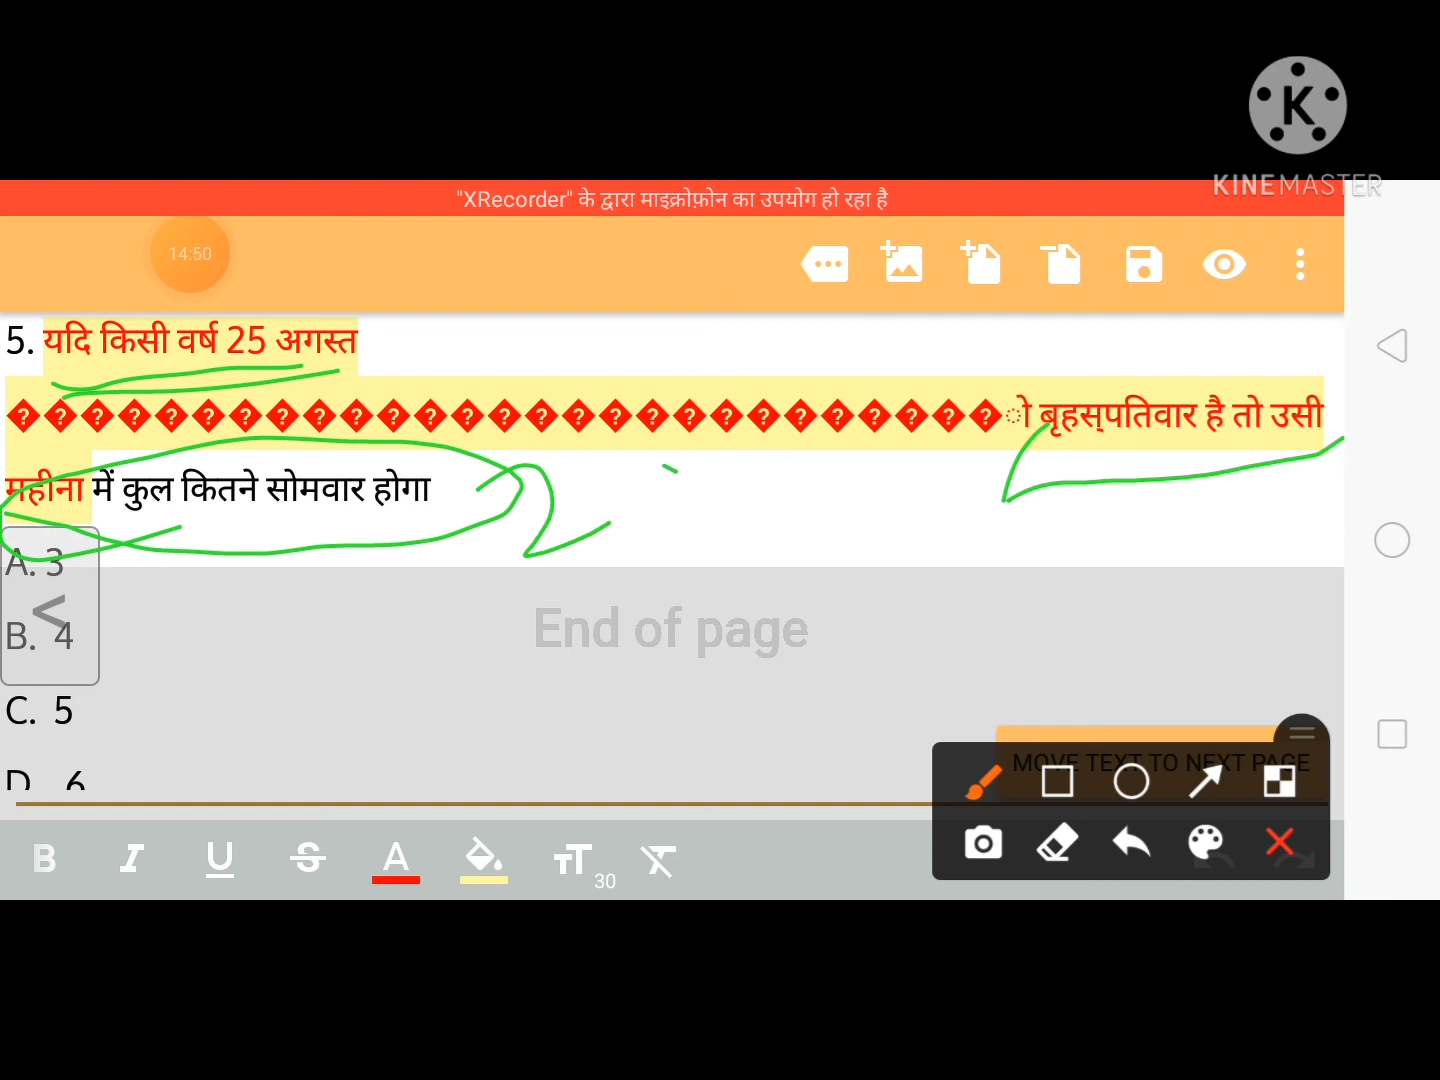 KINEMASTER
"XRecorder" के द्वारा माइक्रोफ़ोन का उपयोग हो रहा है
14:50
5. यदि किसी वर्ष 25 अगस्त
���������������������������ो बृहस्पतिवार है तो उसी
महीना में कुल कितने सोमवार होगा
A. 3
B. 4
End of page
C. 5
MOVE TEXT TO NEXT PAGE
D. 6
B I U S A 30